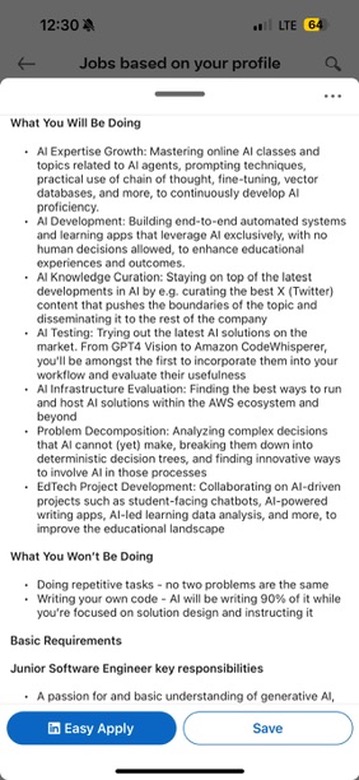 12:30
LTE 64
Jobs based on your profile
What You Will Be Doing
• AI Expertise Growth: Mastering online AI classes and
topics related to AI agents, prompting techniques,
practical use of chain of thought, fine-tuning, vector
databases, and more, to continuously develop AI
proficiency.
• AI Development: Building end-to-end automated systems
and learning apps that leverage AI exclusively, with no
human decisions allowed, to enhance educational
experiences and outcomes.
• AI Knowledge Curation: Staying on top of the latest
developments in AI by e.g. curating the best X (Twitter)
content that pushes the boundaries of the topic and
disseminating it to the rest of the company
• AI Testing: Trying out the latest AI solutions on the
market. From GPT4 Vision to Amazon CodeWhisperer,
you'll be amongst the first to incorporate them into your
workflow and evaluate their usefulness
• AI Infrastructure Evaluation: Finding the best ways to run
and host AI solutions within the AWS ecosystem and
beyond
• Problem Decomposition: Analyzing complex decisions
that AI cannot (yet) make, breaking them down into
deterministic decision trees, and finding innovative ways
to involve AI in those processes
• EdTech Project Development: Collaborating on AI-driven
projects such as student-facing chatbots, AI-powered
writing apps, AI-led learning data analysis, and more, to
improve the educational landscape
What You Won't Be Doing
• Doing repetitive tasks - no two problems are the same
• Writing your own code - AI will be writing 90% of it while
you're focused on solution design and instructing it
Basic Requirements
Junior Software Engineer key responsibilities
• A passion for and basic understanding of generative AI,
in Easy Apply
Save